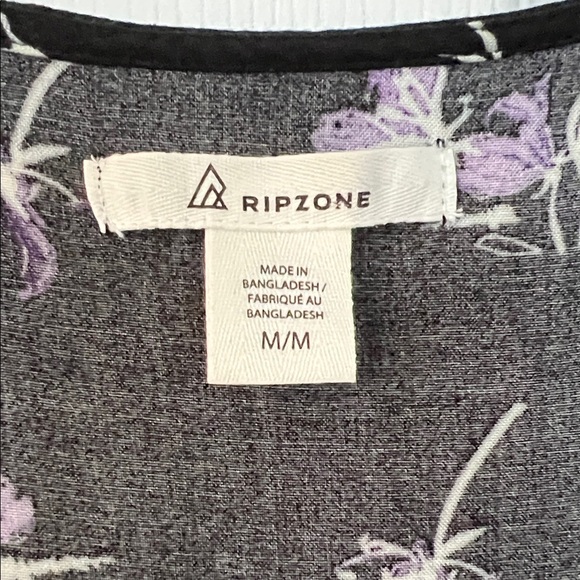 RIPZONE
MADE IN
BANGLADESH /
FABRIQUÉ AU
BANGLADESH
M/M